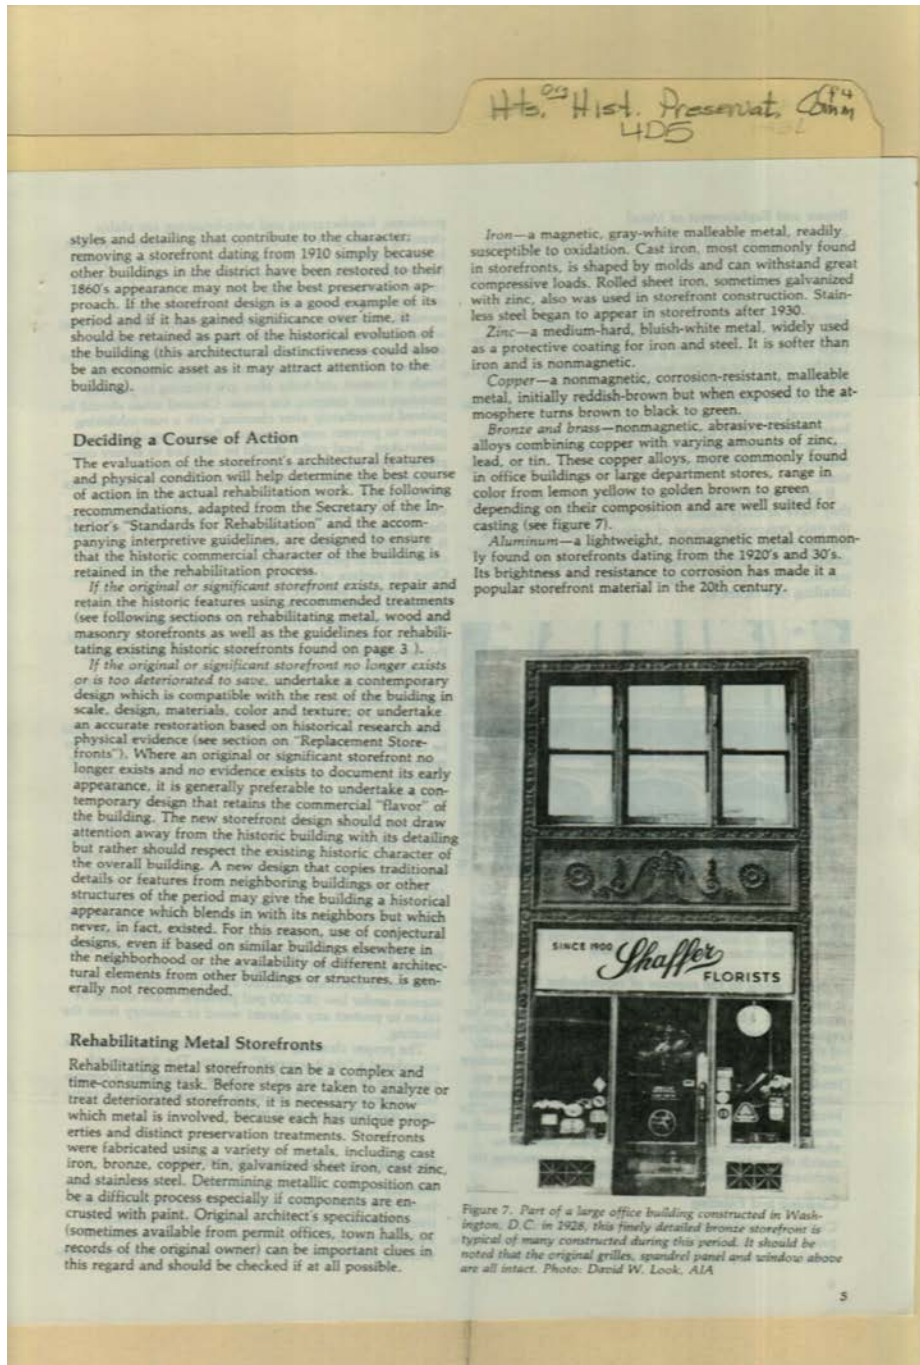 Hts. Org Hist. Preservat. Comm
4D5
styles and detailing that contribute to the character;
removing a storefront dating from 1910 simply because
other buildings in the district have been restored to their
1860's appearance may not be the best preservation ap-
proach. If the storefront design is a good example of its
period and if it has gained significance over time, it
should be retained as part of the historical evolution of
the building (this architectural distinctiveness could also
be an economic asset as it may attract attention to the
building).
Deciding a Course of Action
The evaluation of the storefront's architectural features
and physical condition will help determine the best course
of action in the actual rehabilitation work. The following
recommendations, adapted from the Secretary of the In-
terior's "Standards for Rehabilitation" and the accom-
panying interpretive guidelines, are designed to ensure
that the historic commercial character of the building is
retained in the rehabilitation process.
If the original or significant storefront exists, repair and
retain the historic features using recommended treatments
(see following sections on rehabilitating metal, wood and
masonry storefronts as well as the guidelines for rehabili-
tating existing historic storefronts found on page 3 ).
If the original or significant storefront no longer exists
or is too deteriorated to save, undertake a contemporary
design which is compatible with the rest of the buiding in
scale, design, materials, color and texture; or undertake
an accurate restoration based on historical research and
physical evidence (see section on "Replacement Store-
fronts"). Where an original or significant storefront no
longer exists and no evidence exists to document its early
appearance, it is generally preferable to undertake a con-
temporary design that retains the commercial "flavor" of
the building. The new storefront design should not draw
attention away from the historic building with its detailing
but rather should respect the existing historic character of
the overall building. A new design that copies traditional
details or features from neighboring buildings or other
structures of the period may give the building a historical
appearance which blends in with its neighbors but which
never, in fact, existed. For this reason, use of conjectural
designs, even if based on similar buildings elsewhere in
the neighborhood or the availability of different architec-
tural elements from other buildings or structures, is gen-
erally not recommended.
Rehabilitating Metal Storefronts
Rehabilitating metal storefronts can be a complex and
time-consuming task. Before steps are taken to analyze or
treat deteriorated storefronts, it is necessary to know
which metal is involved, because each has unique prop-
erties and distinct preservation treatments. Storefronts
were fabricated using a variety of metals, including cast
iron, bronze, copper, tin, galvanized sheet iron, cast zinc,
and stainless steel. Determining metallic composition can
be a difficult process especially if components are en-
crusted with paint. Original architect's specifications
(sometimes available from permit offices, town halls, or
records of the original owner) can be important clues in
this regard and should be checked if at all possible.
Iron—a magnetic, gray-white malleable metal, readily
susceptible to oxidation. Cast iron, most commonly found
in storefronts, is shaped by molds and can withstand great
compressive loads. Rolled sheet iron, sometimes galvanized
with zinc, also was used in storefront construction. Stain-
less steel began to appear in storefronts after 1930.
Zinc—a medium-hard, bluish-white metal, widely used
as a protective coating for iron and steel. It is softer than
iron and is nonmagnetic.
Copper—a nonmagnetic, corrosion-resistant, malleable
metal, initially reddish-brown but when exposed to the at-
mosphere turns brown to black to green.
Bronze and brass—nonmagnetic, abrasive-resistant
alloys combining copper with varying amounts of zinc,
lead, or tin. These copper alloys, more commonly found
in office buildings or large department stores, range in
color from lemon yellow to golden brown to green
depending on their composition and are well suited for
casting (see figure 7).
Aluminum—a lightweight, nonmagnetic metal common-
ly found on storefronts dating from the 1920's and 30's.
Its brightness and resistance to corrosion has made it a
popular storefront material in the 20th century.
SINCE 1900
Shaffer
FLORISTS
Figure 7. Part of a large office building constructed in Wash-
ington, D.C. in 1928, this finely detailed bronze storefront is
typical of many constructed during this period. It should be
noted that the original grilles, spandrel panel and window above
are all intact. Photo: David W. Look, AIA
5